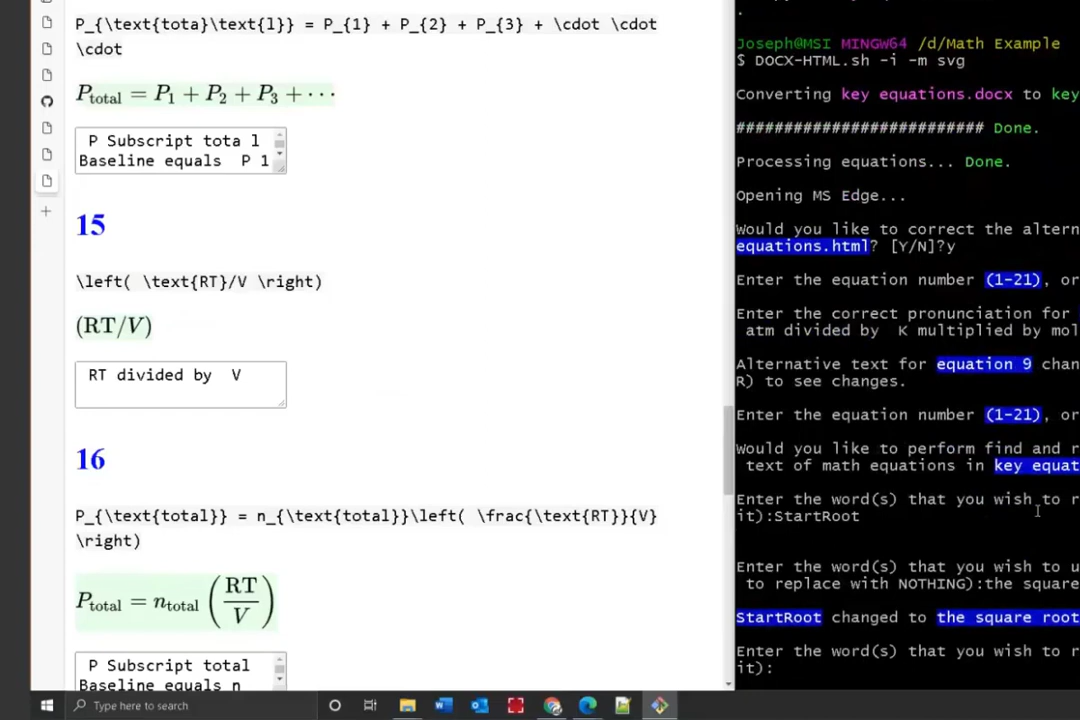 P_{\text{tota}\text{l}} = P_{1} + P_{2} + P_{3} + \cdot \cdot
\cdot
P_total = P_1 + P_2 + P_3 + ···
P Subscript tota l
Baseline equals  P 1
15
\left( \text{RT}/V \right)
(RT/V)
RT divided by  V
16
P_{\text{total}} = n_{\text{total}}\left( \frac{\text{RT}}{V}
\right)
P_total = n_total (RT/V)
P Subscript total
Baseline equals n
.
Joseph@MSI MINGW64 /d/Math Example
$ DOCX-HTML.sh -i -m svg
Converting key equations.docx to key
########################## Done.
Processing equations... Done.
Opening MS Edge...
Would you like to correct the altern
equations.html? [Y/N]?y
Enter the equation number (1-21), or
Enter the correct pronunciation for
atm divided by  K multiplied by mol
Alternative text for equation 9 chan
R) to see changes.
Enter the equation number (1-21), or
Would you like to perform find and r
text of math equations in key equat
Enter the word(s) that you wish to r
it):StartRoot
Enter the word(s) that you wish to u
to replace with NOTHING):the square
StartRoot changed to the square root
Enter the word(s) that you wish to r
it):
Type here to search